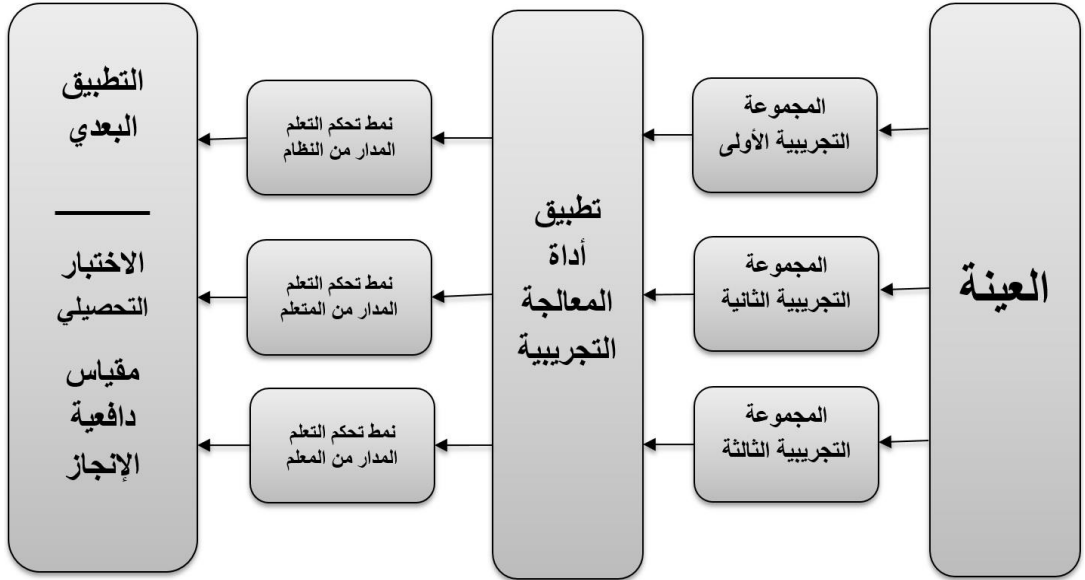 العينة
المجموعة
التجريبية الأولى
المجموعة
التجريبية الثانية
المجموعة
التجريبية الثالثة
تطبيق
أداة
المعالجة
التجريبية
نمط تحكم التعلم
المدار من النظام
نمط تحكم التعلم
المدار من المتعلم
نمط تحكم التعلم
المدار من المعلم
التطبيق
البعدي
الاختبار
التحصيلي
مقياس
دافعية
الإنجاز